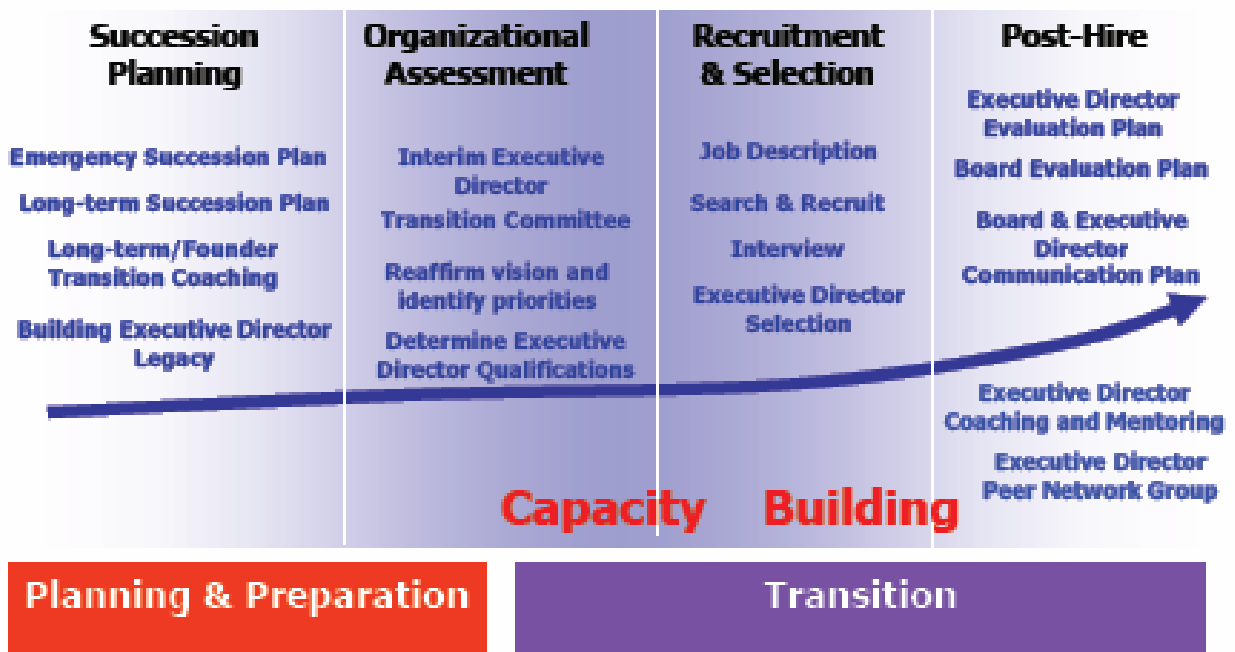 Succession
Planning
Emergency Succession Plan
Long-term Succession Plan
Long-term/Founder
Transition Coaching
Building Executive Director
Legacy
Organizational
Assessment
Interim Executive
Director
Transition Committee
Reaffirm vision and
identify priorities
Determine Executive
Director Qualifications
Recruitment
& Selection
Job Description
Search & Recruit
Interview
Executive Director
Selection
Post-Hire
Executive Director
Evaluation Plan
Board Evaluation Plan
Board & Executive
Director
Communication Plan
Executive Director
Coaching and Mentoring
Executive Director
Peer Network Group
Capacity Building
Planning & Preparation
Transition